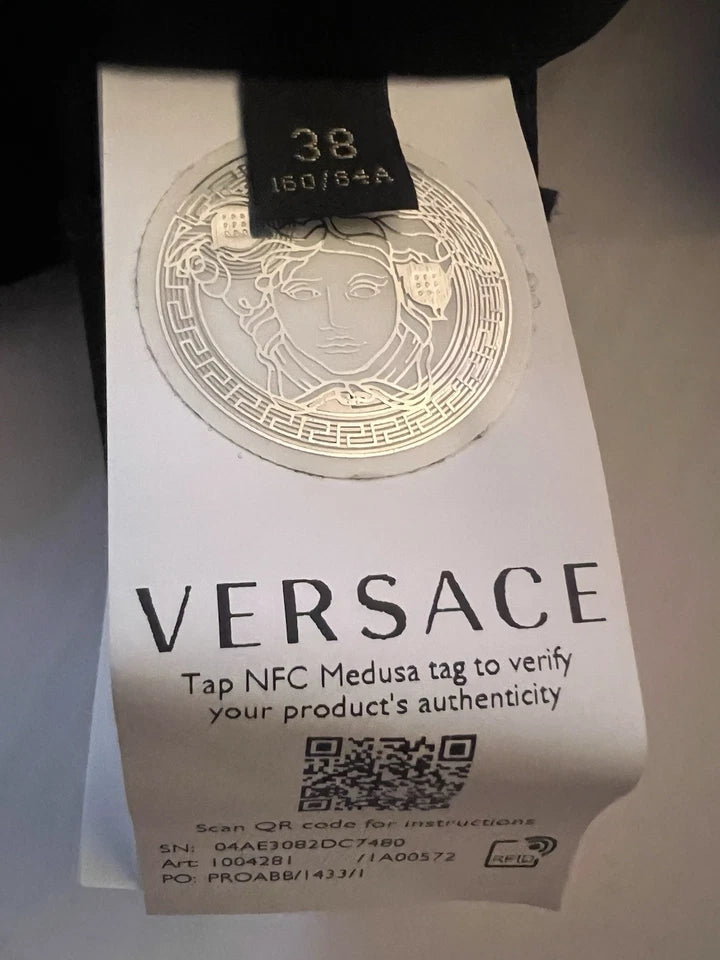 38
160/84A
VERSACE
Tap NFC Medusa tag to verify
your product's authenticity
Scan QR code for instructions
SN: 04AE3082DC7480
Art: 1004281 /1A00572
PO: PROABB/1433/1
RFID